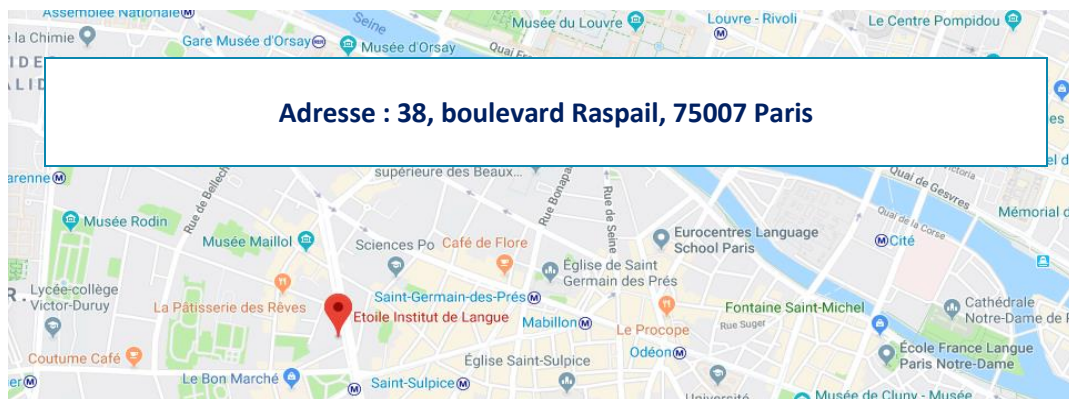 Assemblée Nationale
Seine
Musée du Louvre
Louvre - Rivoli
Le Centre Pompidou
la Chimie
Gare Musée d'Orsay
Musée d'Orsay
Quai
Adresse : 38, boulevard Raspail, 75007 Paris
supérieure des Beaux...
Quai de Gesvres
Rue de Bellech
Rue Bonapa
Rue de Seine
Musée Rodin
Musée Maillol
Sciences Po
Café de Flore
Eurocentres Language
School Paris
Quai de la Corse
Cité
Mémorial d
Église de Saint
Germain des Prés
Lycée-collège
Victor-Duruy
La Pâtisserie des Rêves
Saint-Germain-des-Prés
Etoile Institut de Langue
Mabillon
Le Procope
Rue Suger
Fontaine Saint-Michel
Cathédrale
Notre-Dame de
Coutume Café
Église Saint-Sulpice
Odéon
École France Langue
Paris Notre-Dame
Le Bon Marché
Saint-Sulpice
Université
Musée de Cluny - Musée